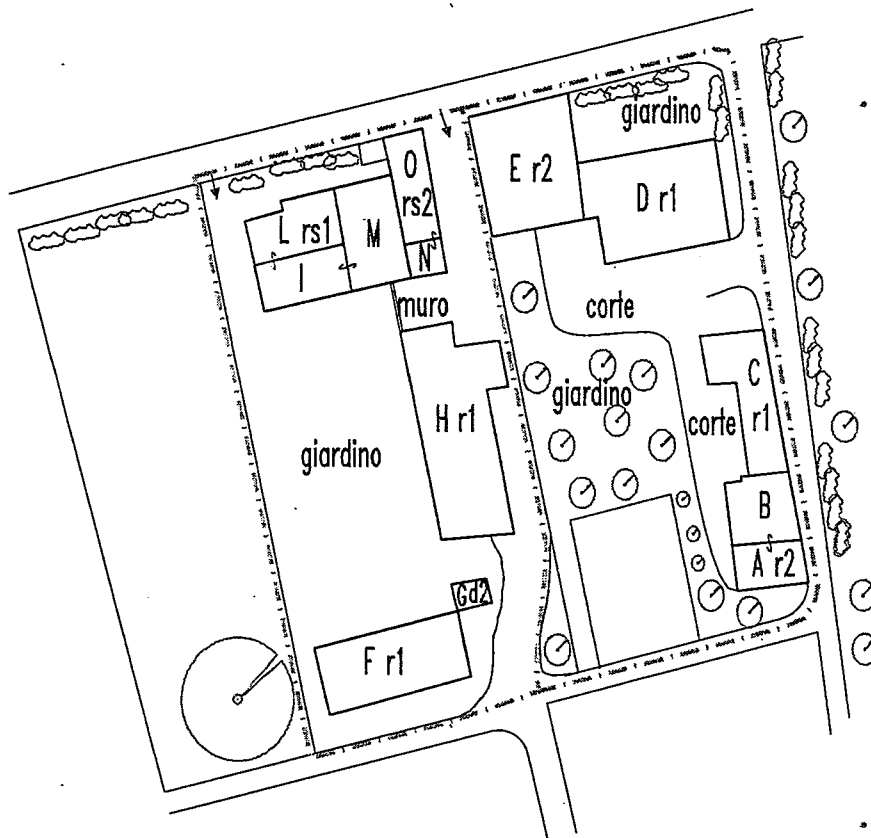 giardino
O
rs2
E r2
D r1
L rs1
M
N
I
muro
corte
C
r1
giardino
H r1
corte
giardino
B
A r2
Gd2
F r1